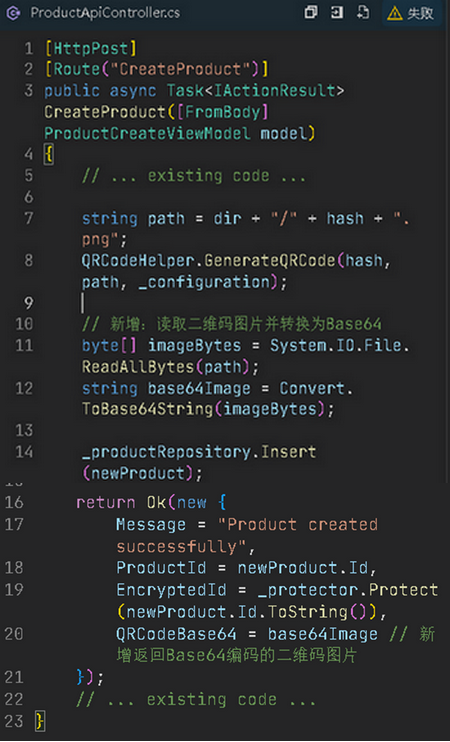 ProductApiController.cs 失败
1 [HttpPost]
2 [Route("CreateProduct")]
3 public async Task<IActionResult>
CreateProduct([FromBody]
ProductCreateViewModel model)
4 {
5 // ... existing code ...
6
7 string path = dir + "/" + hash + ".
png";
8 QRCodeHelper.GenerateQRCode(hash,
path, _configuration);
9
10 // 新增：读取二维码图片并转换为Base64
11 byte[] imageBytes = System.IO.File.
ReadAllBytes(path);
12 string base64Image = Convert.
ToBase64String(imageBytes);
13
14 _productRepository.Insert
(newProduct);
16 return Ok(new {
17 Message = "Product created
successfully",
18 ProductId = newProduct.Id,
19 EncryptedId = _protector.Protect
(newProduct.Id.ToString()),
20 QRCodeBase64 = base64Image // 新
增返回Base64编码的二维码图片
21 });
22 // ... existing code ...
23 }